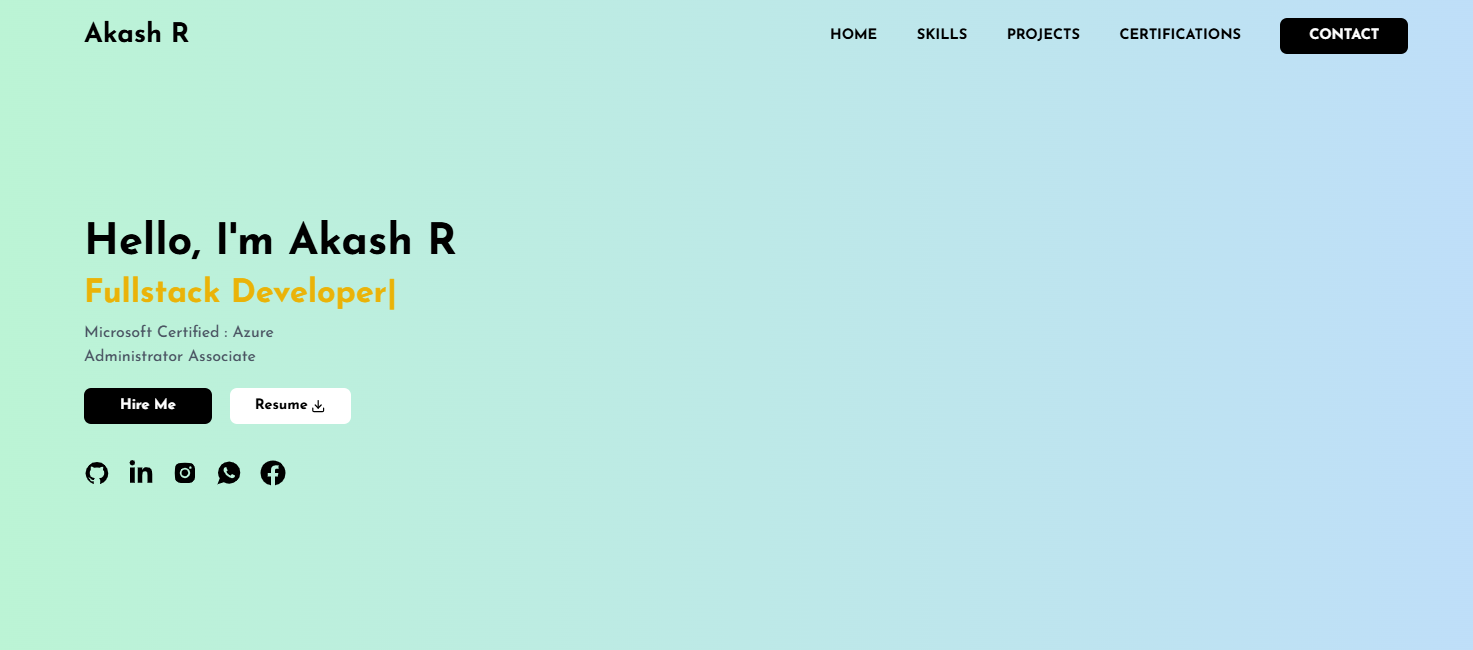 Akash R
HOME SKILLS PROJECTS CERTIFICATIONS CONTACT
Hello, I'm Akash R
Fullstack Developer|
Microsoft Certified : Azure
Administrator Associate
Hire Me Resume